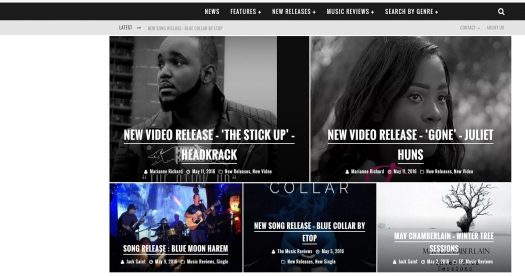 NEWS FEATURES + NEW RELEASES + MUSIC REVIEWS + SEARCH BY GENRE +
LATEST NEW SONG RELEASE - BLUE COLLAR BY ETOP CONTACT + ABOUT US
NEW VIDEO RELEASE - 'THE STICK UP' -
HEADKRACK
Marianne Richard May 11, 2016 New Releases, New Video
NEW VIDEO RELEASE - 'GONE' - JULIET
HUNS
Marianne Richard May 11, 2016 New Releases, New Video
SONG RELEASE : BLUE MOON HAREM
Jack Saint May 9, 2016 Music Reviews, Single
COLLAR
NEW SONG RELEASE - BLUE COLLAR BY
ETOP
The Music Reviews May 5, 2016
New Releases, New Single
MAV CHAMBERLAIN - WINTER TREE
SESSIONS
Jack Saint May 2, 2016 EP, Music Reviews
Sessions